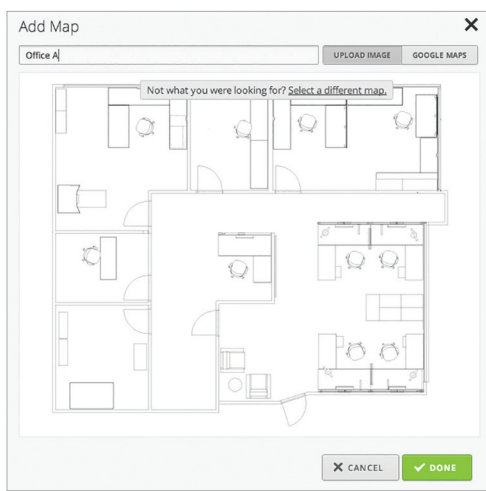 Add Map
Office A
UPLOAD IMAGE
GOOGLE MAPS
Not what you were looking for? Select a different map.
CANCEL
DONE